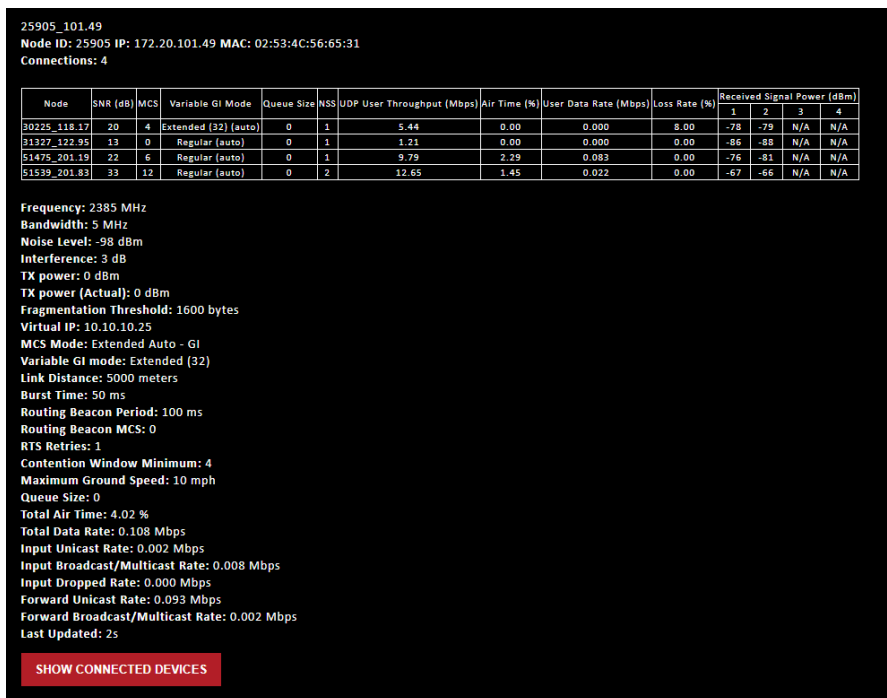 25905_101.49
Node ID: 25905 IP: 172.20.101.49 MAC: 02:53:4C:56:65:31
Connections: 4
Node SNR (dB) MCS Variable GI Mode Queue Size NSS UDP User Throughput (Mbps) Air Time (%) User Data Rate (Mbps) Loss Rate (%) Received Signal Power (dBm)
1 2 3 4
30225_118.17 20 4 Extended (32) (auto) 0 1 5.44 0.00 0.000 8.00 -78 -79 N/A N/A
31327_122.95 13 0 Regular (auto) 0 1 1.21 0.00 0.000 0.00 -86 -88 N/A N/A
51475_201.19 22 6 Regular (auto) 0 1 9.79 2.29 0.083 0.00 -76 -81 N/A N/A
51539_201.83 33 12 Regular (auto) 0 2 12.65 1.45 0.022 0.00 -67 -66 N/A N/A
Frequency: 2385 MHz
Bandwidth: 5 MHz
Noise Level: -98 dBm
Interference: 3 dB
TX power: 0 dBm
TX power (Actual): 0 dBm
Fragmentation Threshold: 1600 bytes
Virtual IP: 10.10.10.25
MCS Mode: Extended Auto - GI
Variable GI mode: Extended (32)
Link Distance: 5000 meters
Burst Time: 50 ms
Routing Beacon Period: 100 ms
Routing Beacon MCS: 0
RTS Retries: 1
Contention Window Minimum: 4
Maximum Ground Speed: 10 mph
Queue Size: 0
Total Air Time: 4.02 %
Total Data Rate: 0.108 Mbps
Input Unicast Rate: 0.002 Mbps
Input Broadcast/Multicast Rate: 0.008 Mbps
Input Dropped Rate: 0.000 Mbps
Forward Unicast Rate: 0.093 Mbps
Forward Broadcast/Multicast Rate: 0.002 Mbps
Last Updated: 2s
SHOW CONNECTED DEVICES